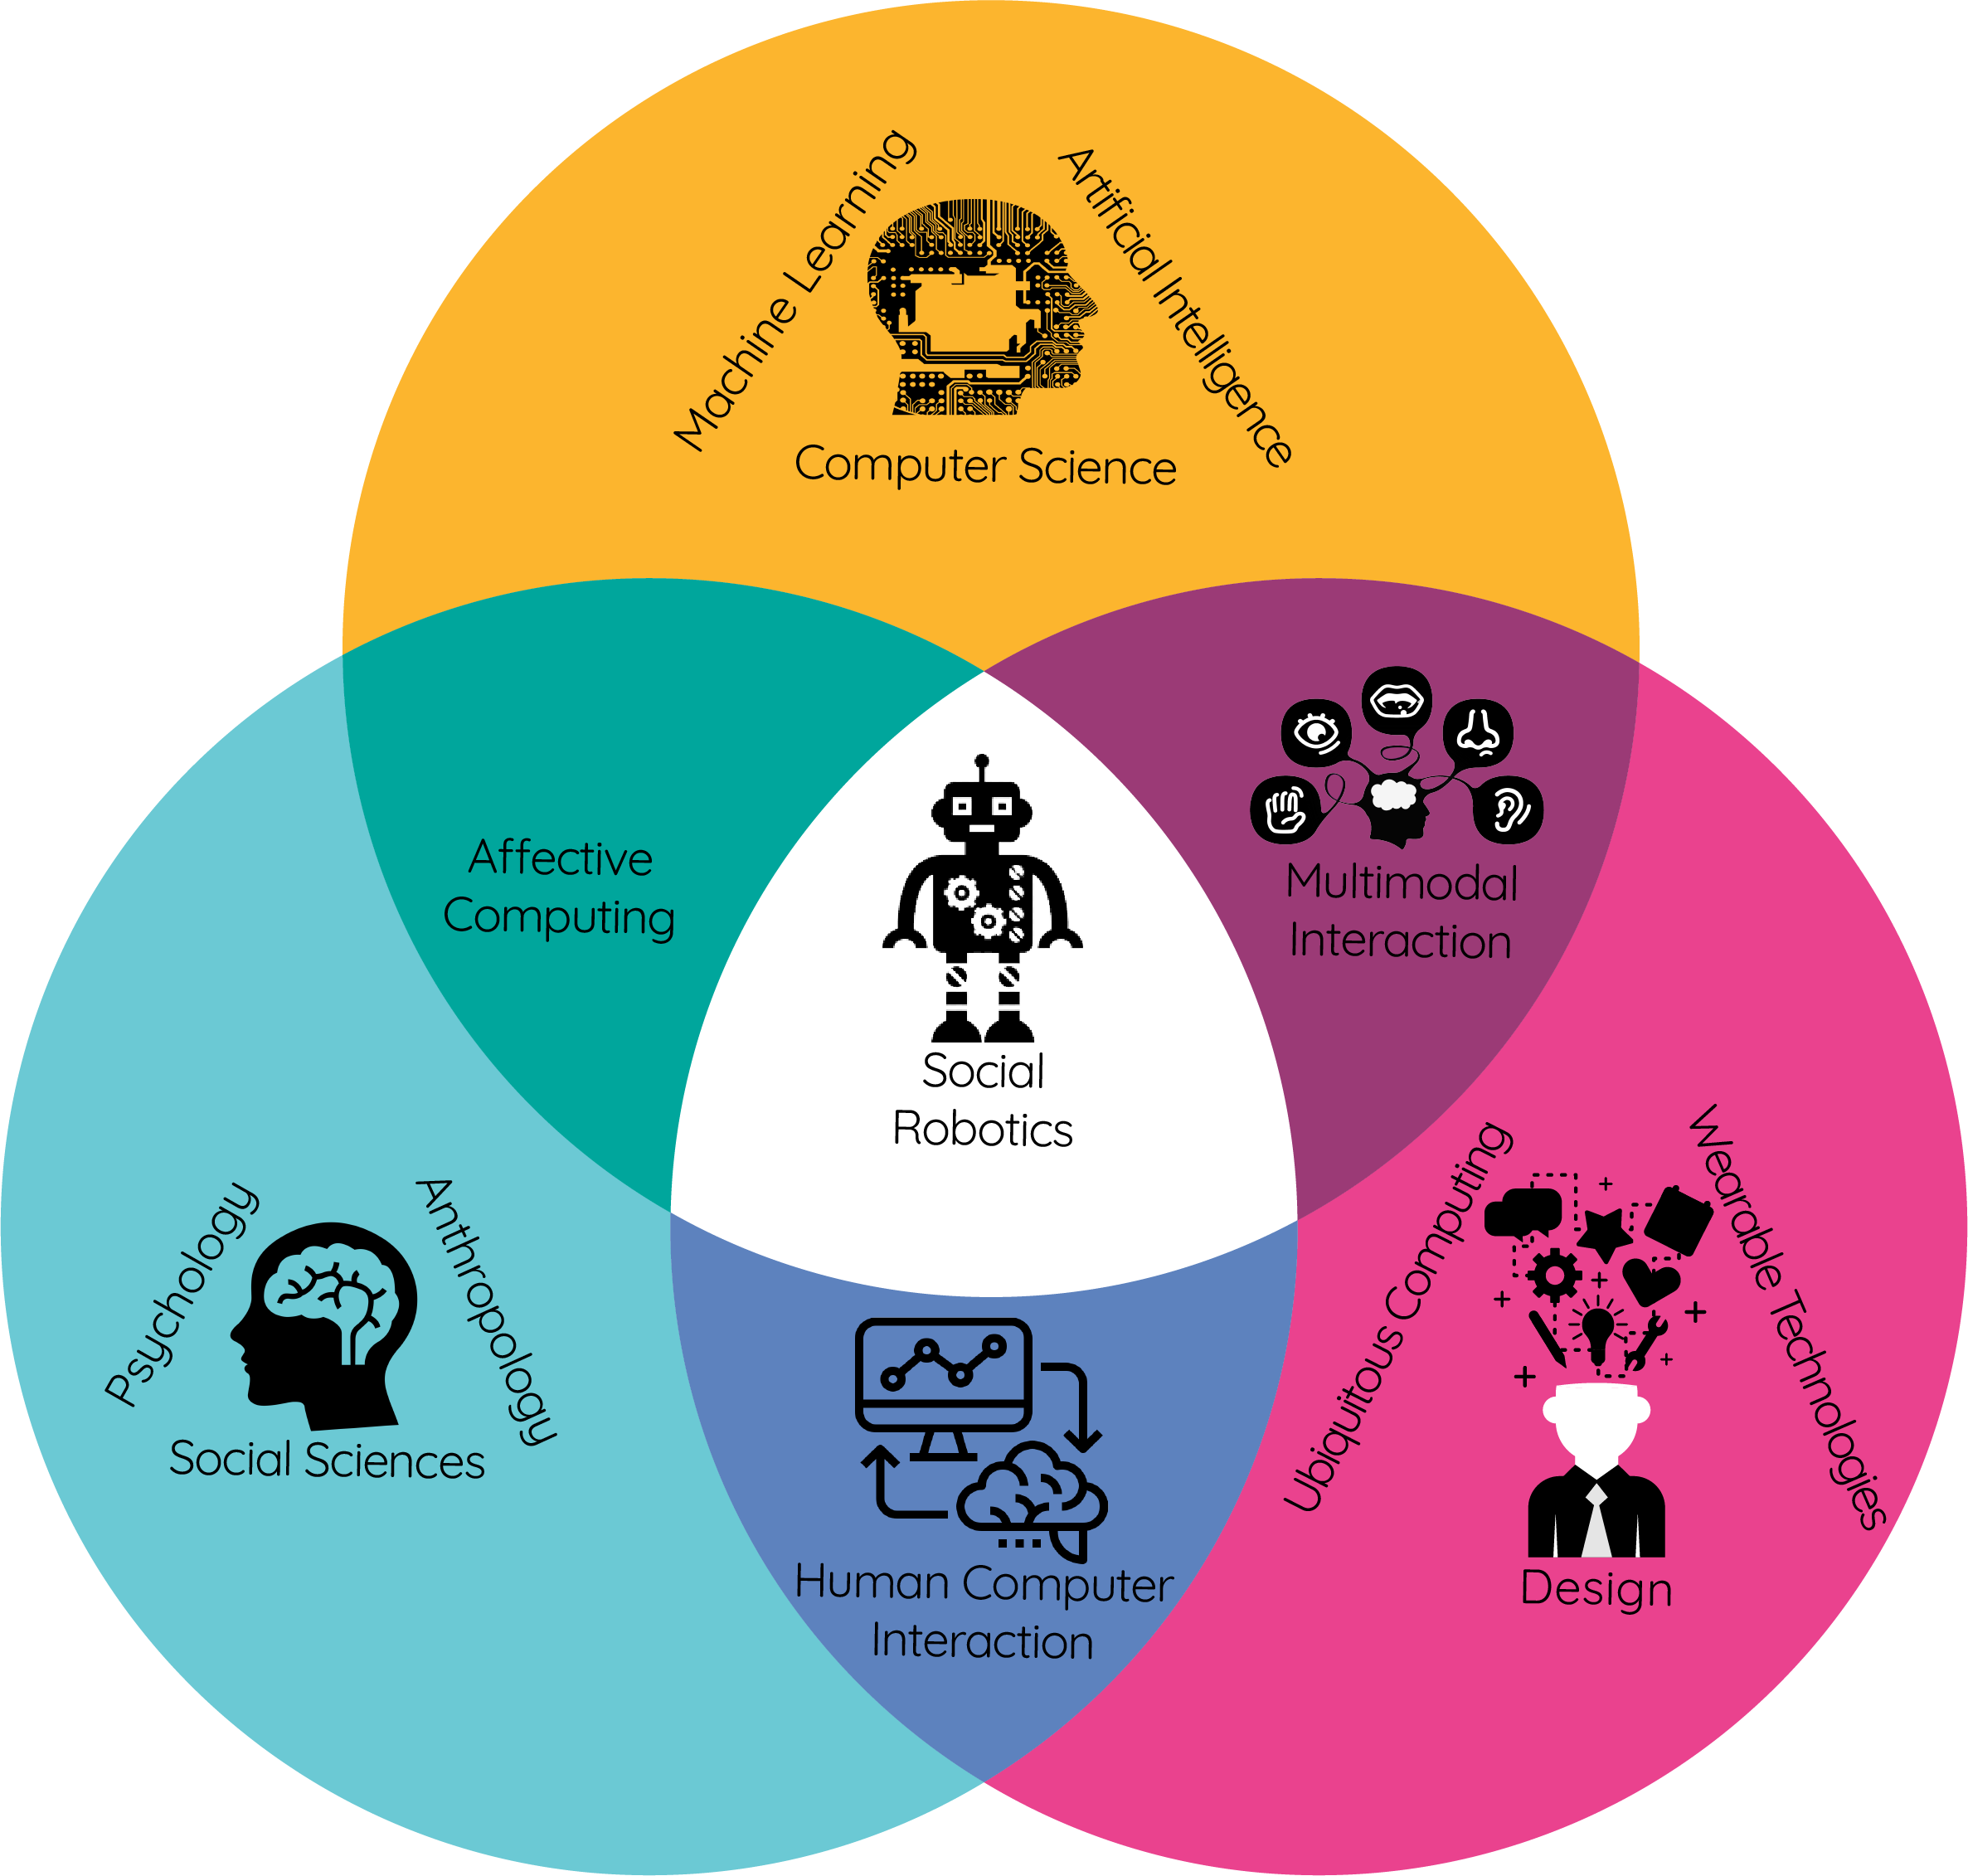 Machine Learning
Artificial Intelligence
Computer Science
Affective
Computing
Multimodal
Interaction
Social
Robotics
Psychology
Anthropology
Social Sciences
Ubiquitous Computing
Wearable Technologies
Design
Human Computer
Interaction